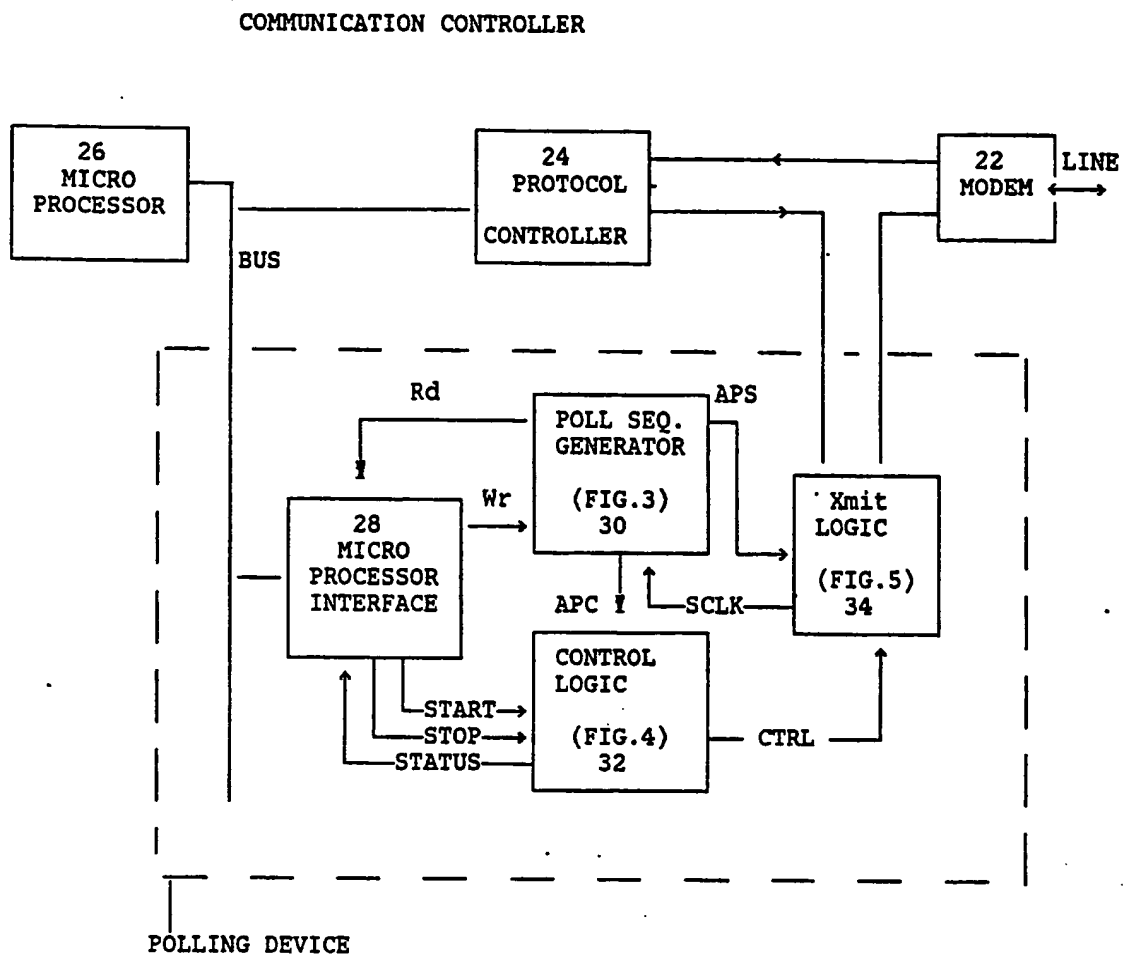 COMMUNICATION CONTROLLER
26
MICRO
PROCESSOR
24
PROTOCOL
CONTROLLER
22
MODEM
LINE
BUS
Rd
POLL SEQ.
GENERATOR
(FIG.3)
30
APS
Wr
28
MICRO
PROCESSOR
INTERFACE
Xmit
LOGIC
(FIG.5)
34
APC
SCLK
CONTROL
LOGIC
(FIG.4)
32
START
STOP
STATUS
CTRL
POLLING DEVICE